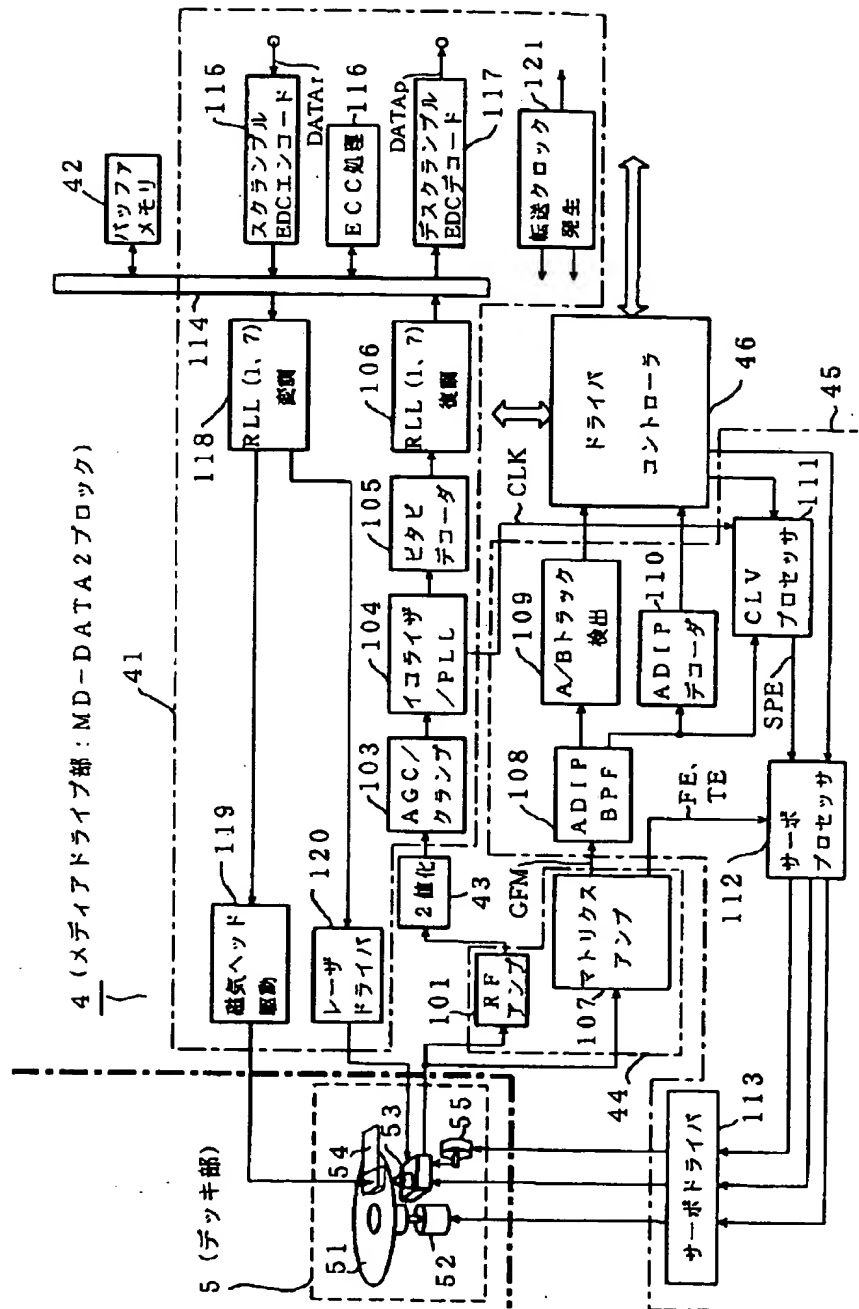 4 (メディアドライブ部:MD-DATA2ブロック)
5 (デッキ部)
41
42
バッファ
メモリ
114
115
スクランブル
EDCエンコード
DATAr
116
ECC処理
DATAp
117
デスクランブル
EDCデコード
121
転送クロック
発生
118
RLL(1、7)
変調
106
RLL(1、7)
復調
105
ビタビ
デコーダ
104
イコライザ
/PLL
103
AGC/
クランプ
2値化
43
119
磁気ヘッド
駆動
120
レーザ
ドライバ
101
RF
アンプ
107
マトリクス
アンプ
44
GFM
108
ADIP
BPF
109
A/Bトラック
検出
110
ADIP
デコーダ
CLK
ドライバ
コントローラ
46
45
111
CLV
プロセッサ
SPE
FE、
TE
112
サーボ
プロセッサ
113
サーボドライバ
51
52
53
54
55